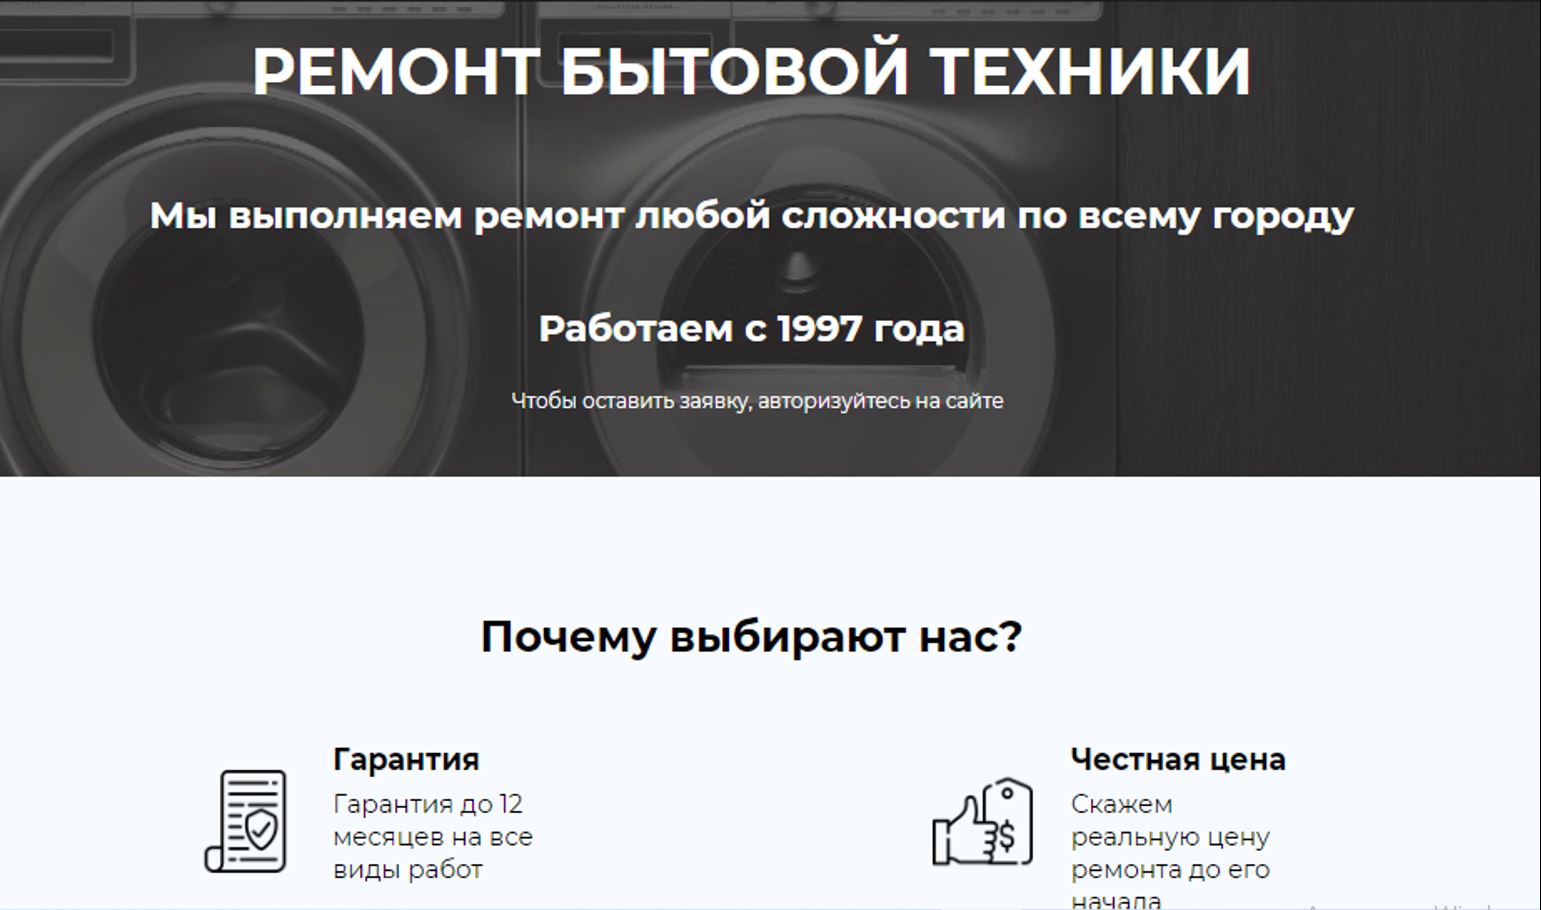 РЕМОНТ БЫТОВОЙ ТЕХНИКИ
Мы выполняем ремонт любой сложности по всему городу
Работаем с 1997 года
Чтобы оставить заявку, авторизуйтесь на сайте
Почему выбирают нас?
Гарантия
Гарантия до 12
месяцев на все
виды работ
Честная цена
Скажем
реальную цену
ремонта до его
начала